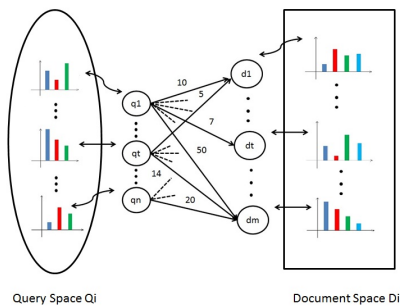 10
5
d1
q1
7
qt
dt
50
14
qn
20
dm
Query Space Qi
Document Space Di